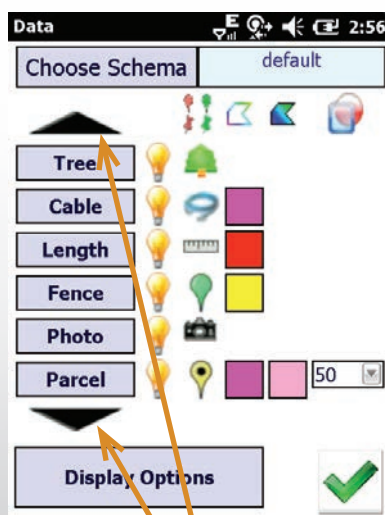 Data E 2:56
Choose Schema default
Tree
Cable
Length
Fence
Photo
Parcel 50
Display Options